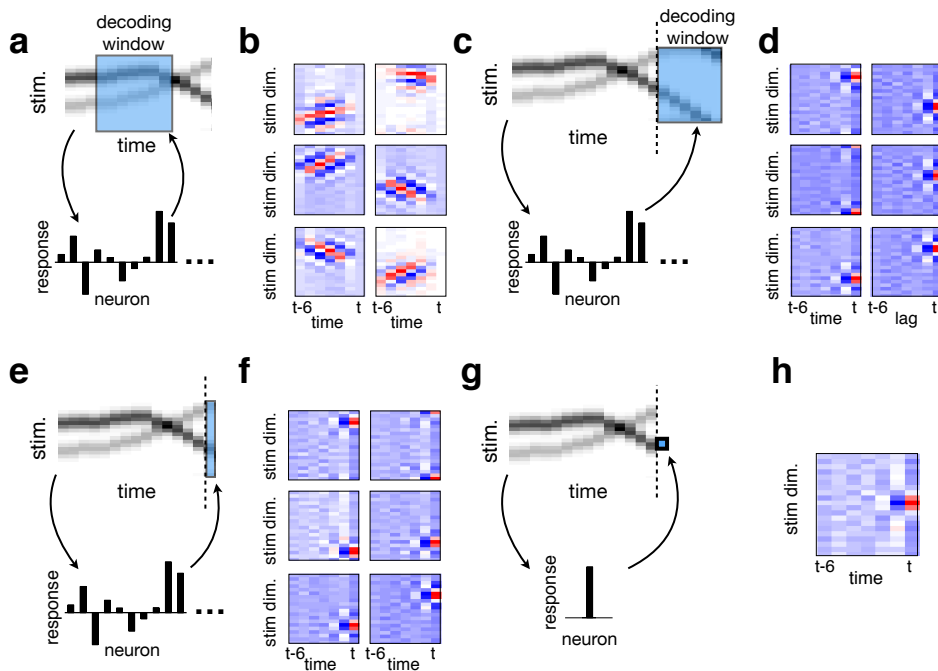 a
decoding
window
stim.
time
response
neuron
b
stim dim.
stim dim.
stim dim.
t-6 t t-6 t
time time
c
decoding
window
stim.
time
response
neuron
d
stim dim.
stim dim.
stim dim.
t-6 t t-6 t
time lag
e
stim.
time
response
neuron
f
stim dim.
stim dim.
stim dim.
t-6 t t-6 t
time time
g
stim.
time
response
neuron
h
stim dim.
t-6 t
time